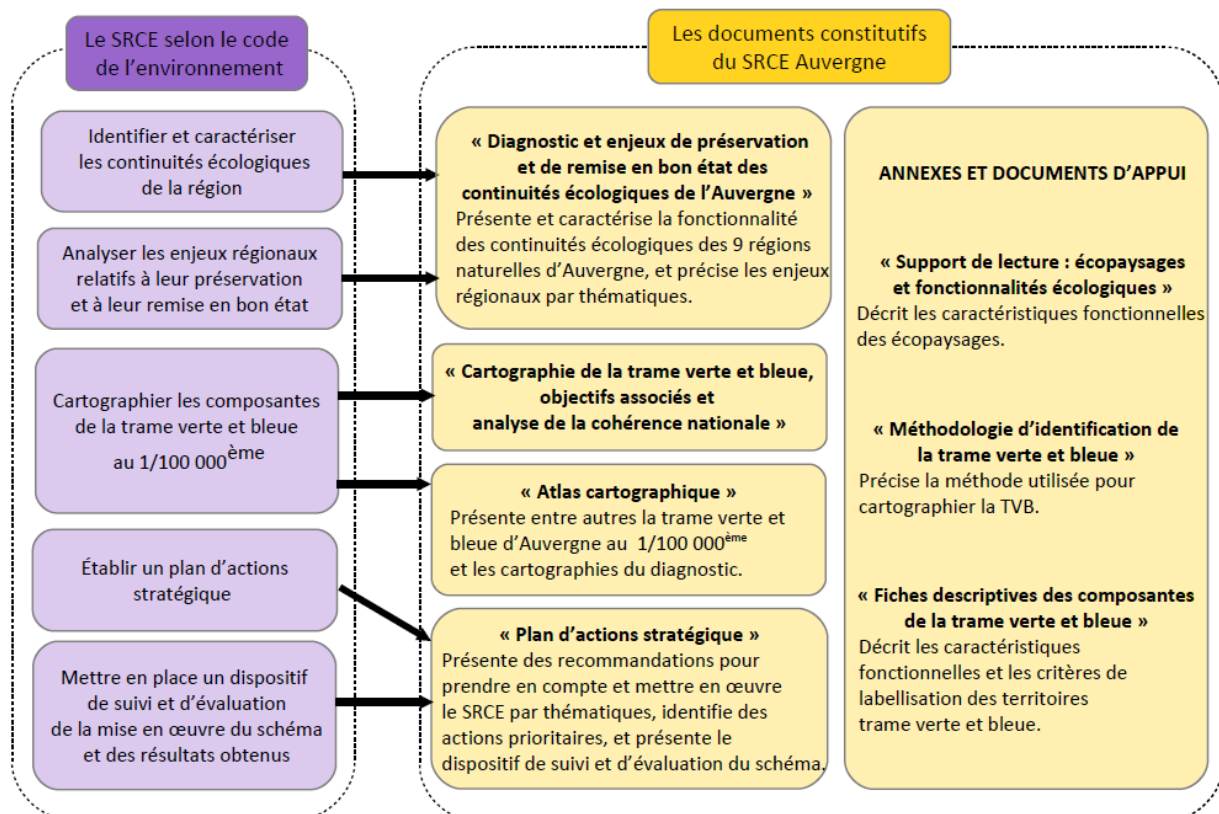 Le SRCE selon le code
de l'environnement
Identifier et caractériser
les continuités écologiques
de la région
Analyser les enjeux régionaux
relatifs à leur préservation
et à leur remise en bon état
Cartographier les composantes
de la trame verte et bleue
au 1/100 000ème
Établir un plan d'actions
stratégique
Mettre en place un dispositif
de suivi et d'évaluation
de la mise en œuvre du schéma
et des résultats obtenus
Les documents constitutifs
du SRCE Auvergne
« Diagnostic et enjeux de préservation
et de remise en bon état des
continuités écologiques de l'Auvergne »
Présente et caractérise la fonctionnalité
des continuités écologiques des 9 régions
naturelles d'Auvergne, et précise les enjeux
régionaux par thématiques.
« Cartographie de la trame verte et bleue,
objectifs associés et
analyse de la cohérence nationale »
« Atlas cartographique »
Présente entre autres la trame verte et
bleue d'Auvergne au 1/100 000ème
et les cartographies du diagnostic.
« Plan d'actions stratégique »
Présente des recommandations pour
prendre en compte et mettre en œuvre
le SRCE par thématiques, identifie des
actions prioritaires, et présente le
dispositif de suivi et d'évaluation du schéma.
ANNEXES ET DOCUMENTS D'APPUI
« Support de lecture : écopaysages
et fonctionnalités écologiques »
Décrit les caractéristiques fonctionnelles
des écopaysages.
« Méthodologie d'identification de
la trame verte et bleue »
Précise la méthode utilisée pour
cartographier la TVB.
« Fiches descriptives des composantes
de la trame verte et bleue »
Décrit les caractéristiques
fonctionnelles et les critères de
labellisation des territoires
trame verte et bleue.